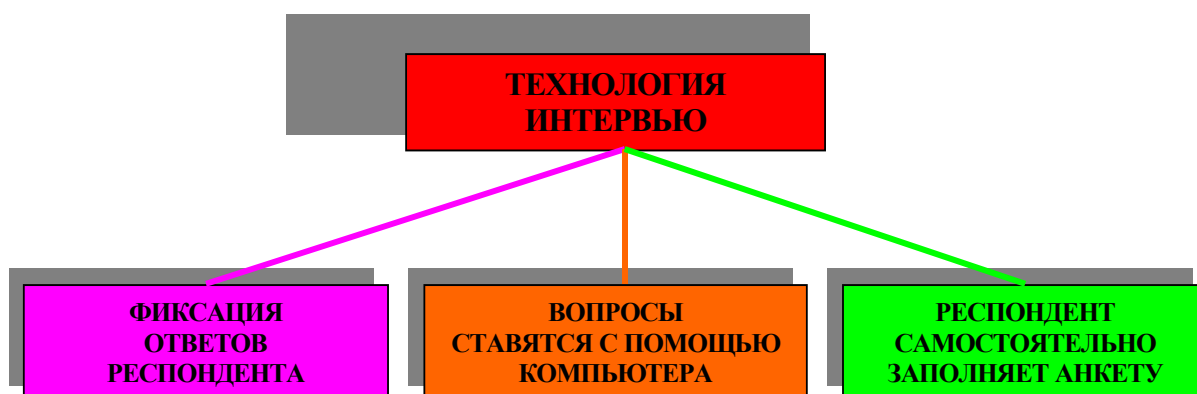 ТЕХНОЛОГИЯ
ИНТЕРВЬЮ
ФИКСАЦИЯ
ОТВЕТОВ
РЕСПОНДЕНТА
ВОПРОСЫ
СТАВЯТСЯ С ПОМОЩЬЮ
КОМПЬЮТЕРА
РЕСПОНДЕНТ
САМОСТОЯТЕЛЬНО
ЗАПОЛНЯЕТ АНКЕТУ